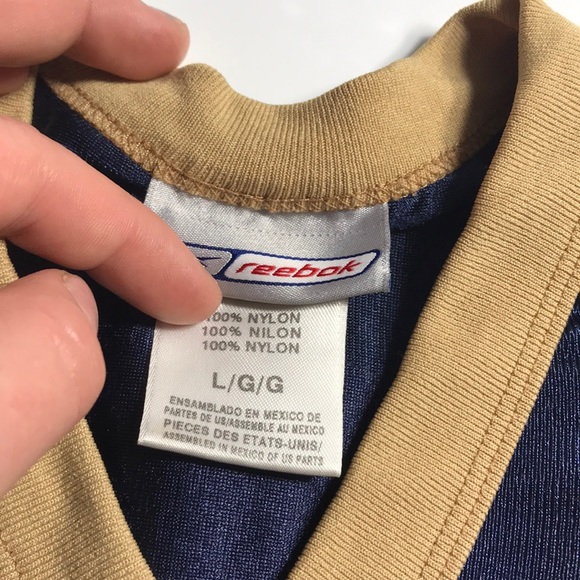 reebok
100% NYLON
100% NILON
100% NYLON
L/G/G
ENSAMBLADO EN MEXICO DE
PARTES DE US/ASSEMBLE AU MEXICO
PIECES DES ETATS-UNIS/
ASSEMBLED IN MEXICO OF US PARTS